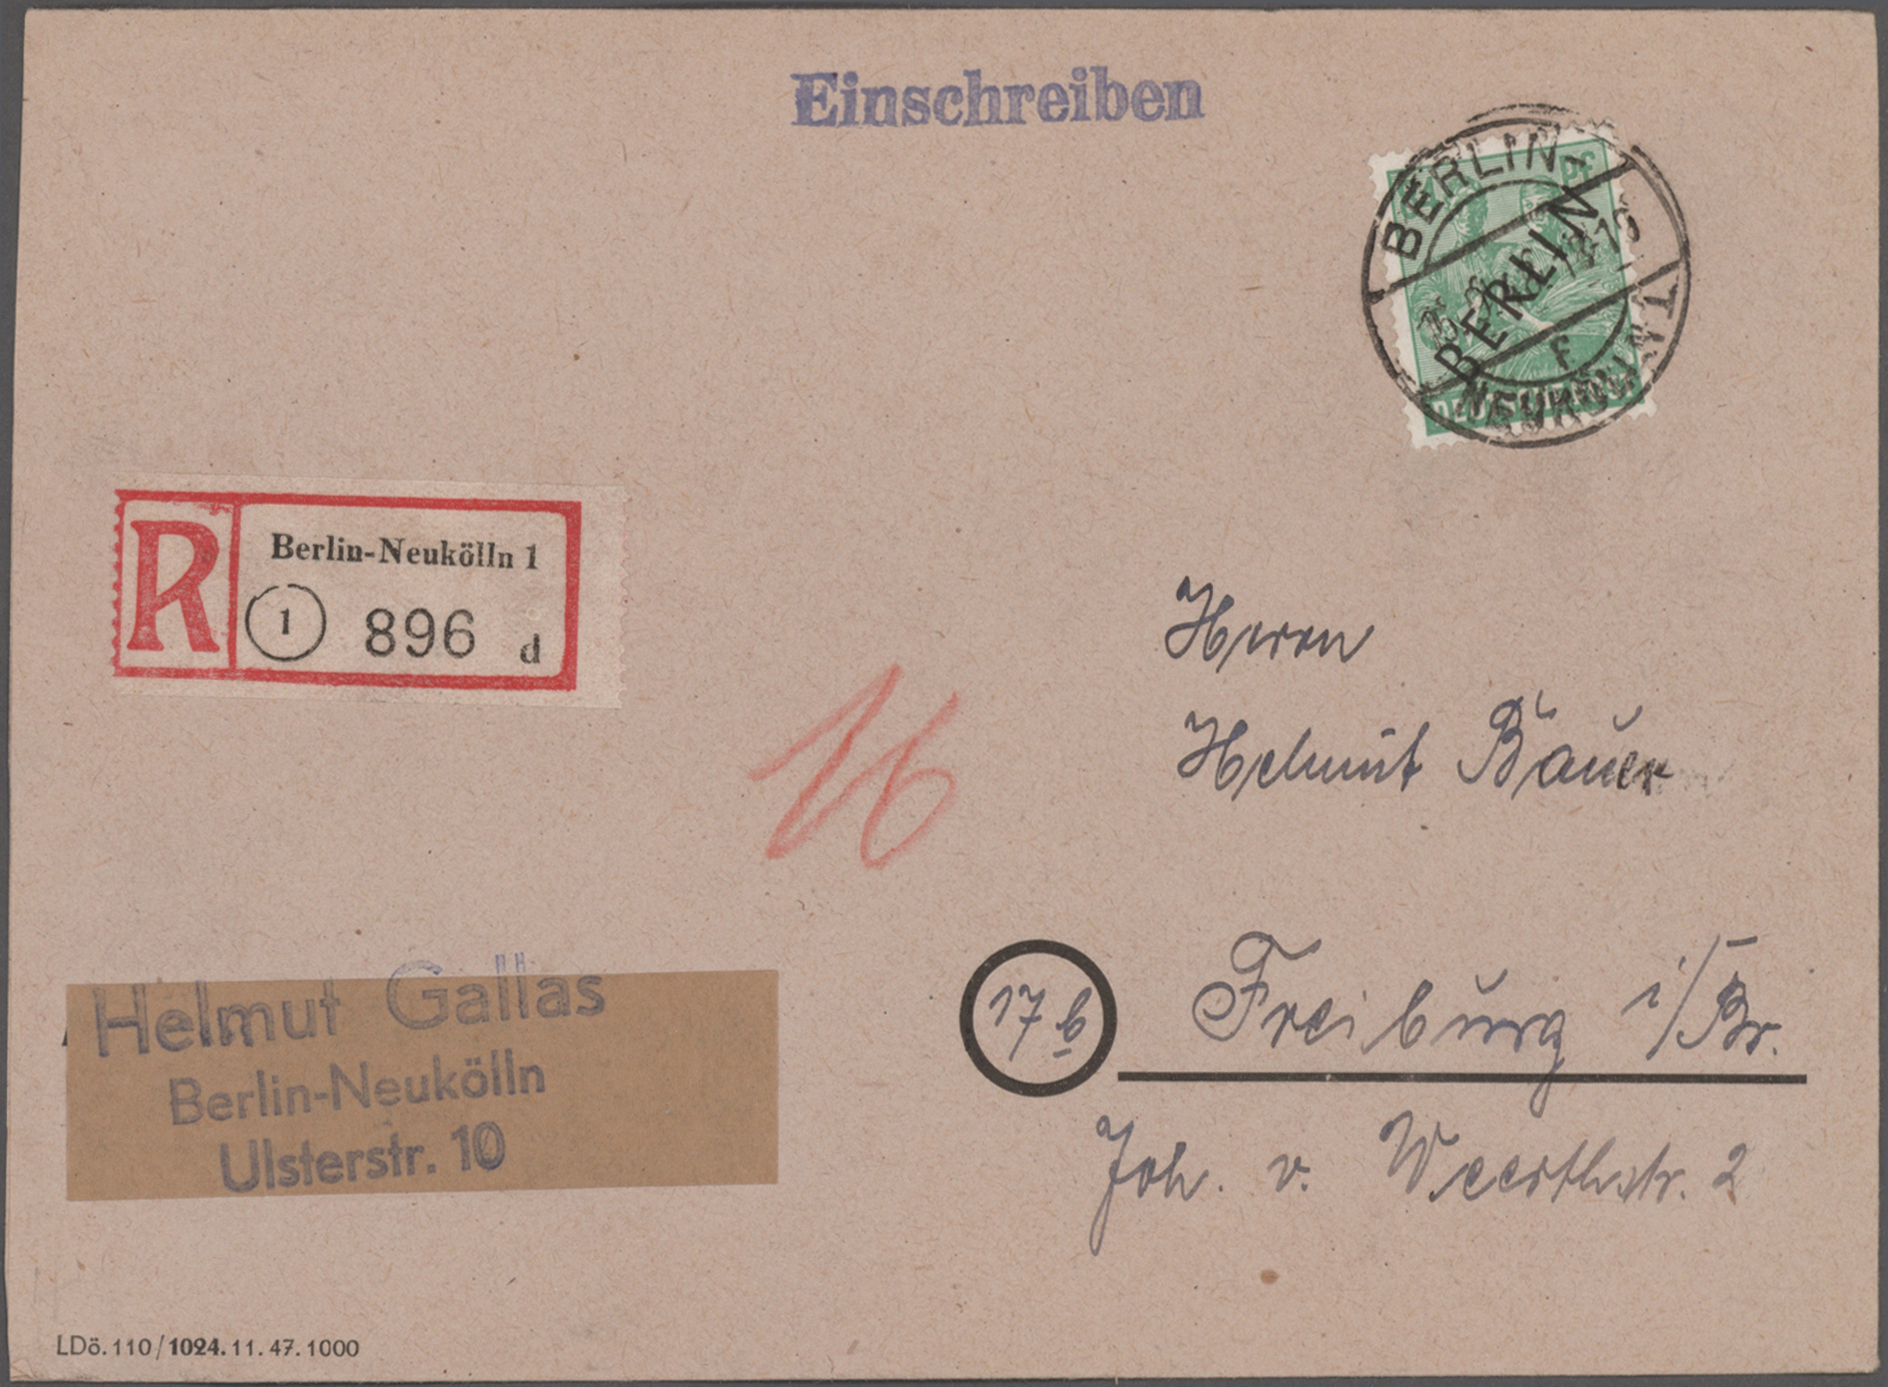 Einschreiben
Pf
BERLIN-
BERLIN
f
NEUKÖLLN
R
Berlin-Neukölln 1
1
896
d
Herrn
Helmut Bauer
16
Helmut Gallas
Berlin-Neukölln
Ulsterstr. 10
17b
Freiburg i/Br.
Joh. v. Weerthstr. 2
LDö.110/1024.11.47.1000